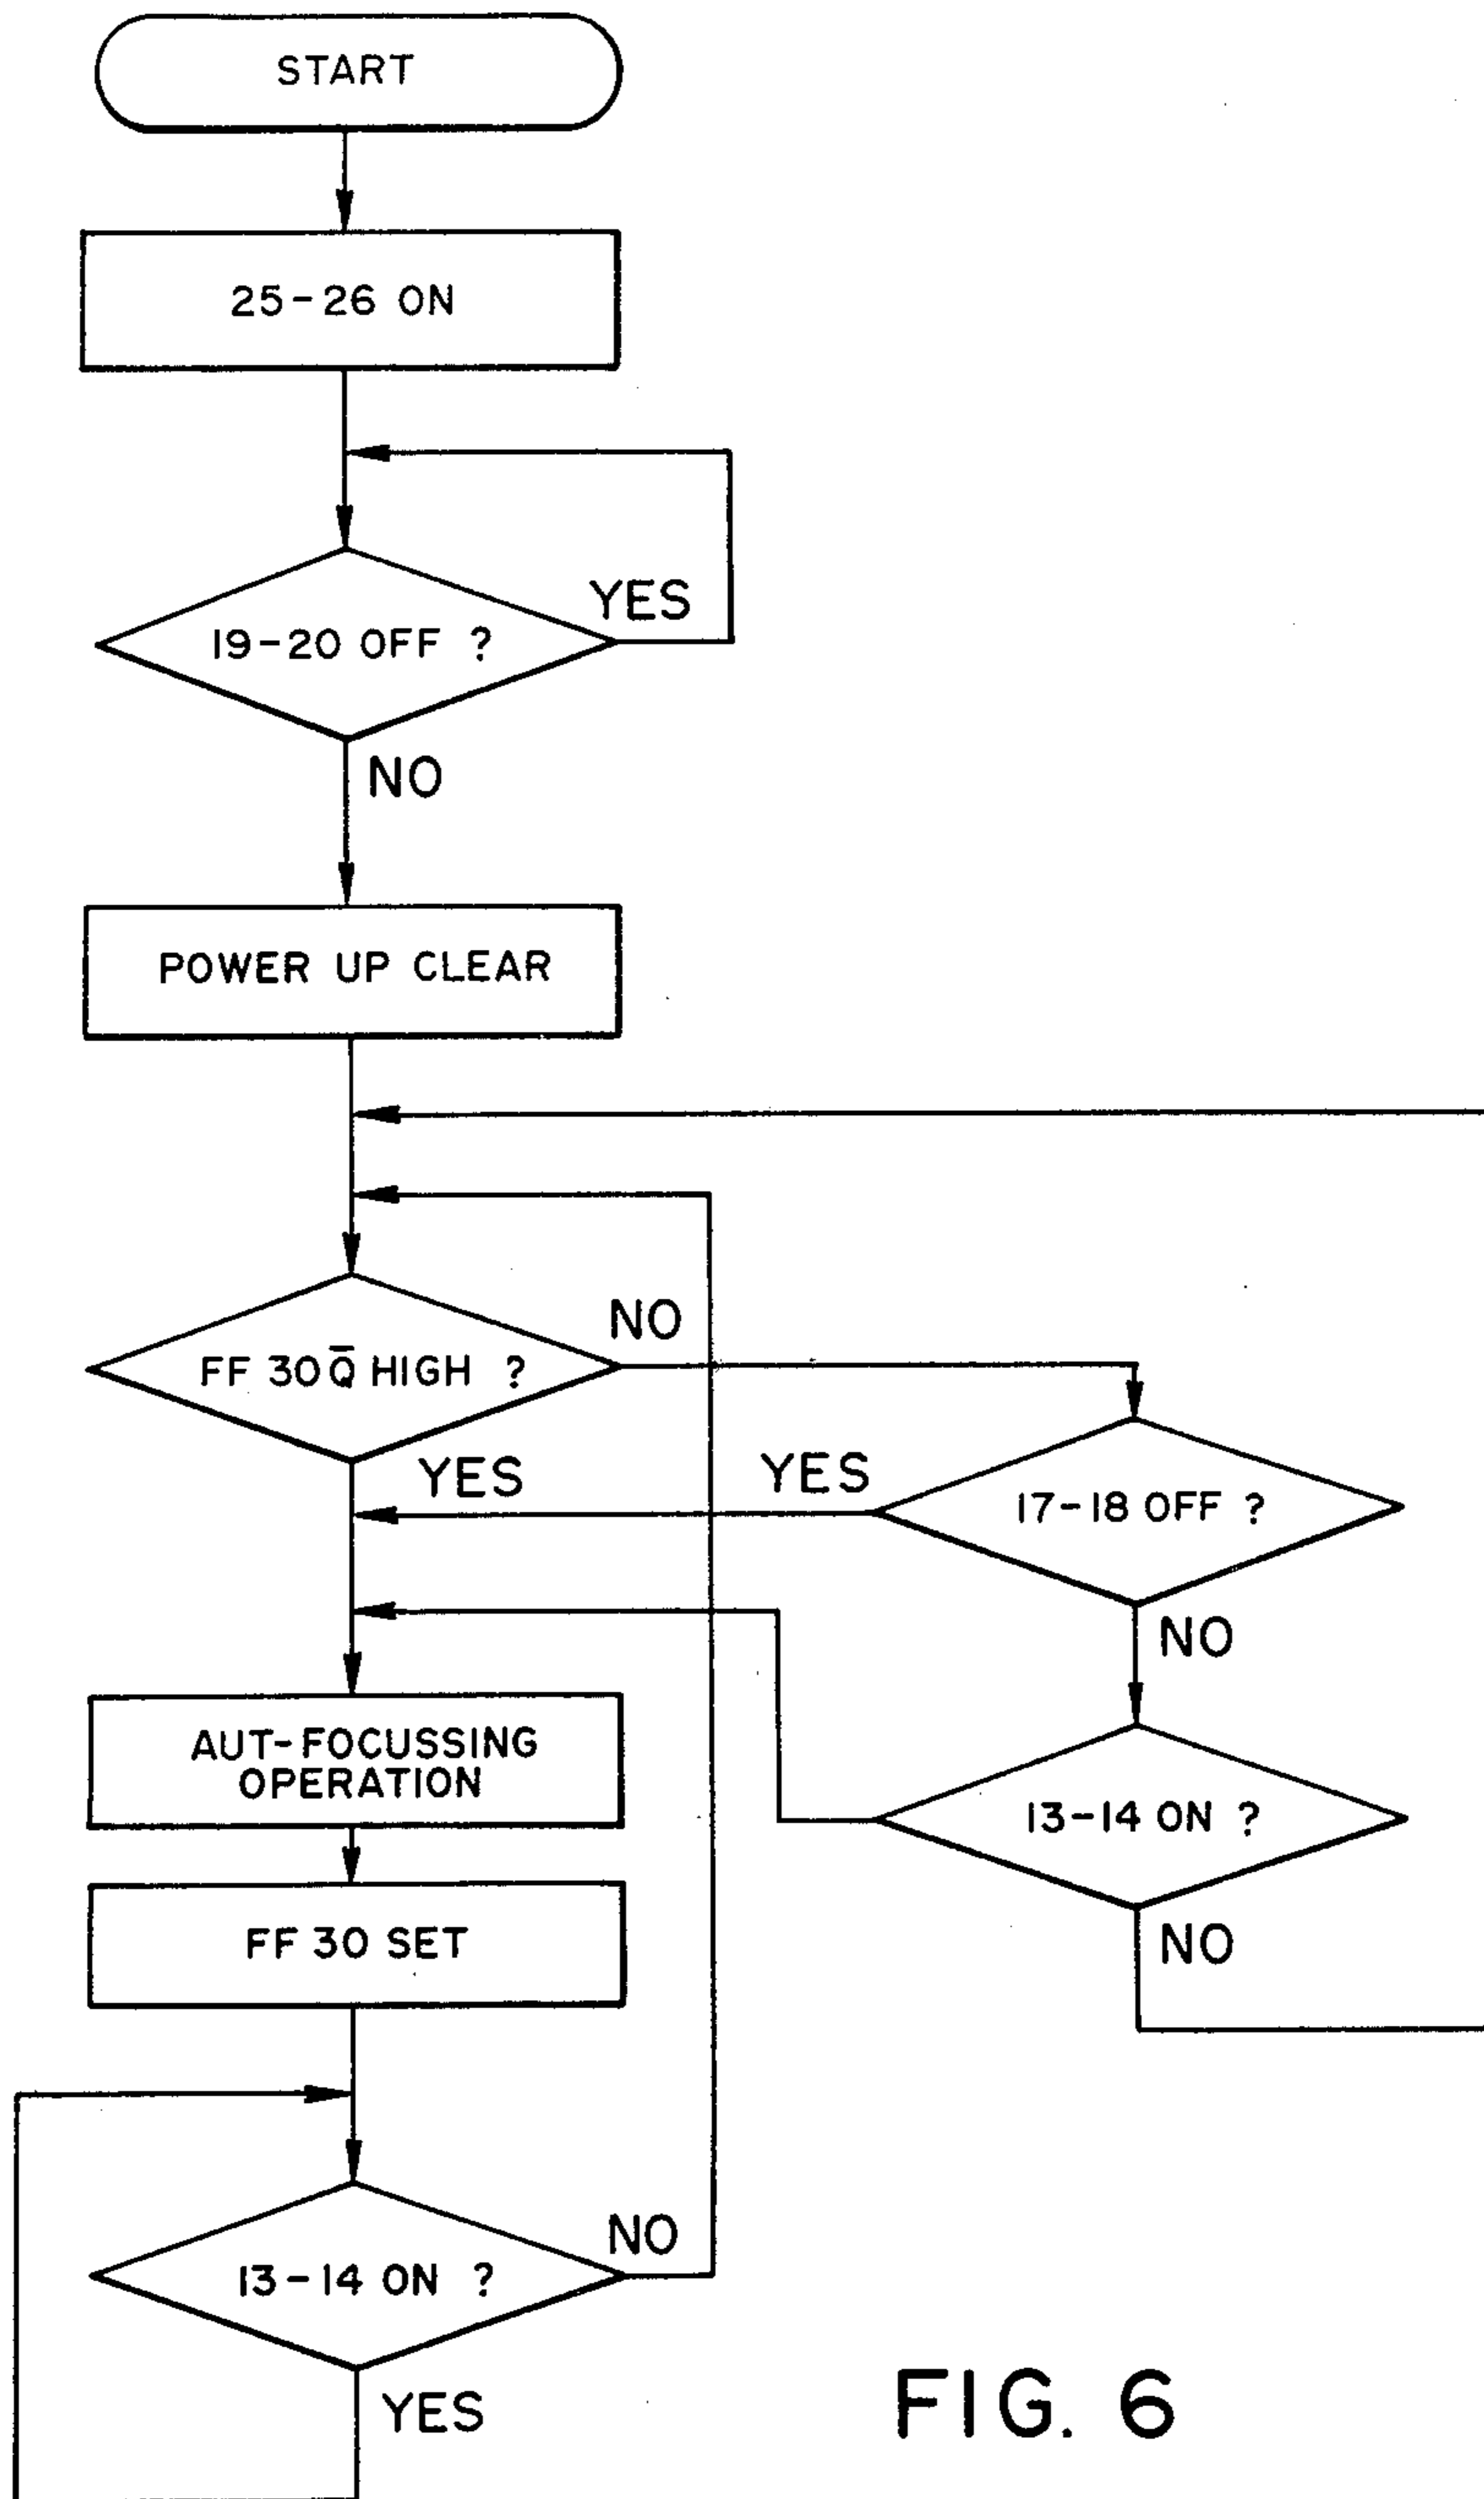 START
25-26 ON
19-20 OFF ?
YES
NO
POWER UP CLEAR
FF 30 Q̅ HIGH ?
NO
YES
YES
17-18 OFF ?
NO
AUT-FOCUSSING
OPERATION
13-14 ON ?
FF 30 SET
NO
13-14 ON ?
NO
YES
FIG. 6